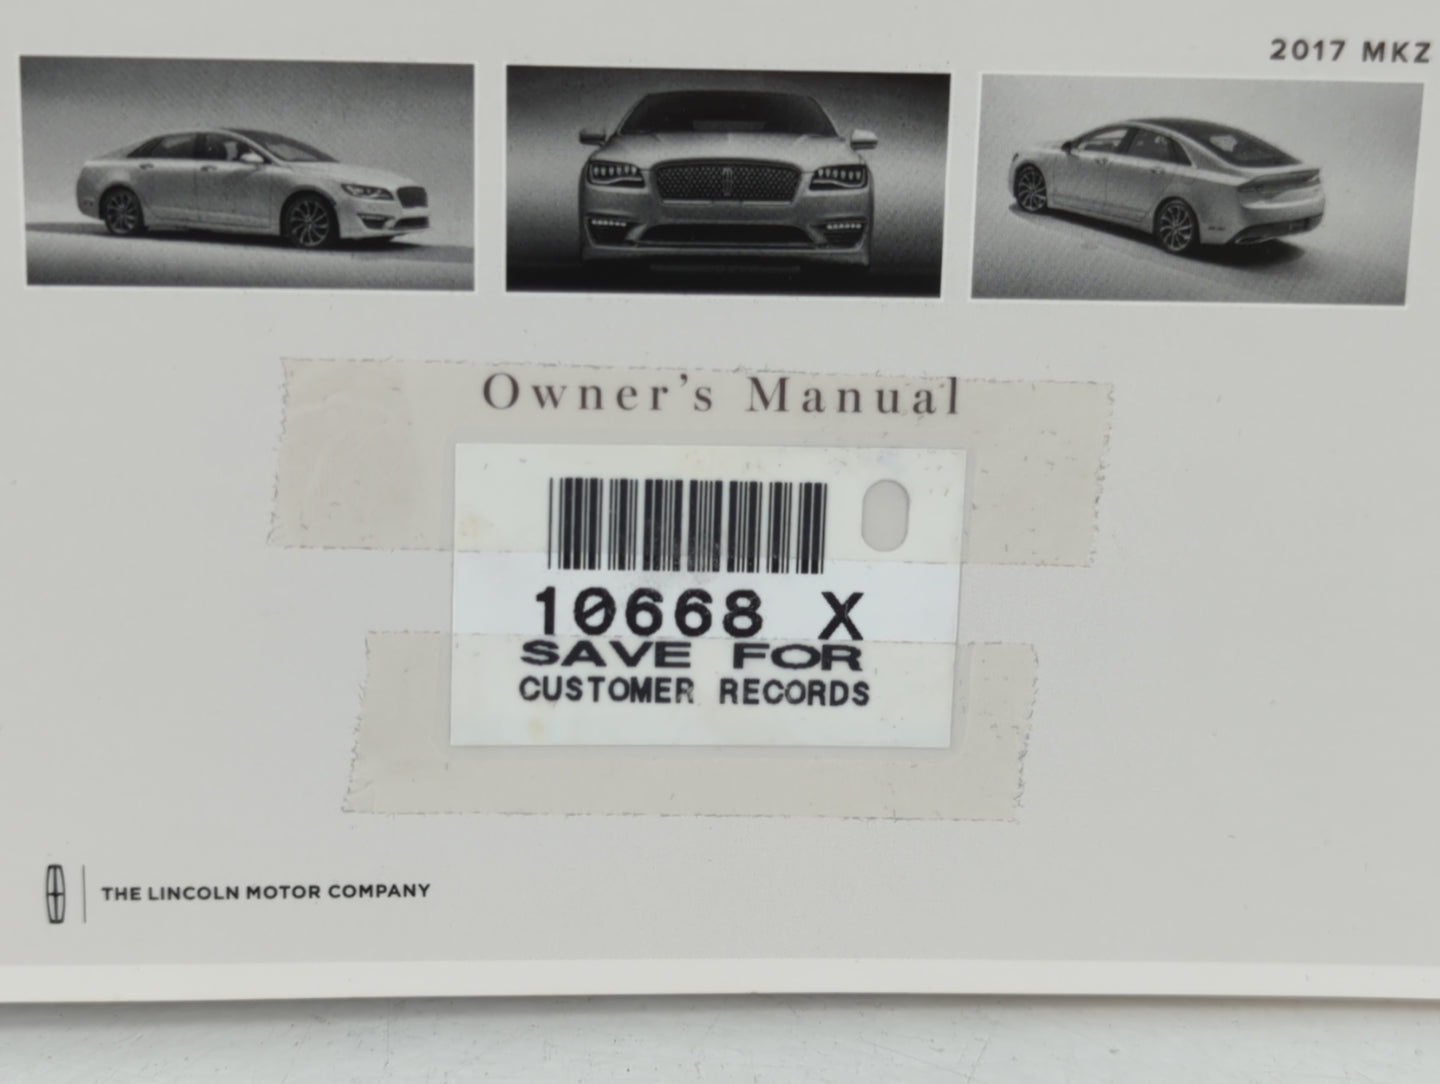 2017 MKZ
Owner's Manual
10668 X
SAVE FOR
CUSTOMER RECORDS
THE LINCOLN MOTOR COMPANY